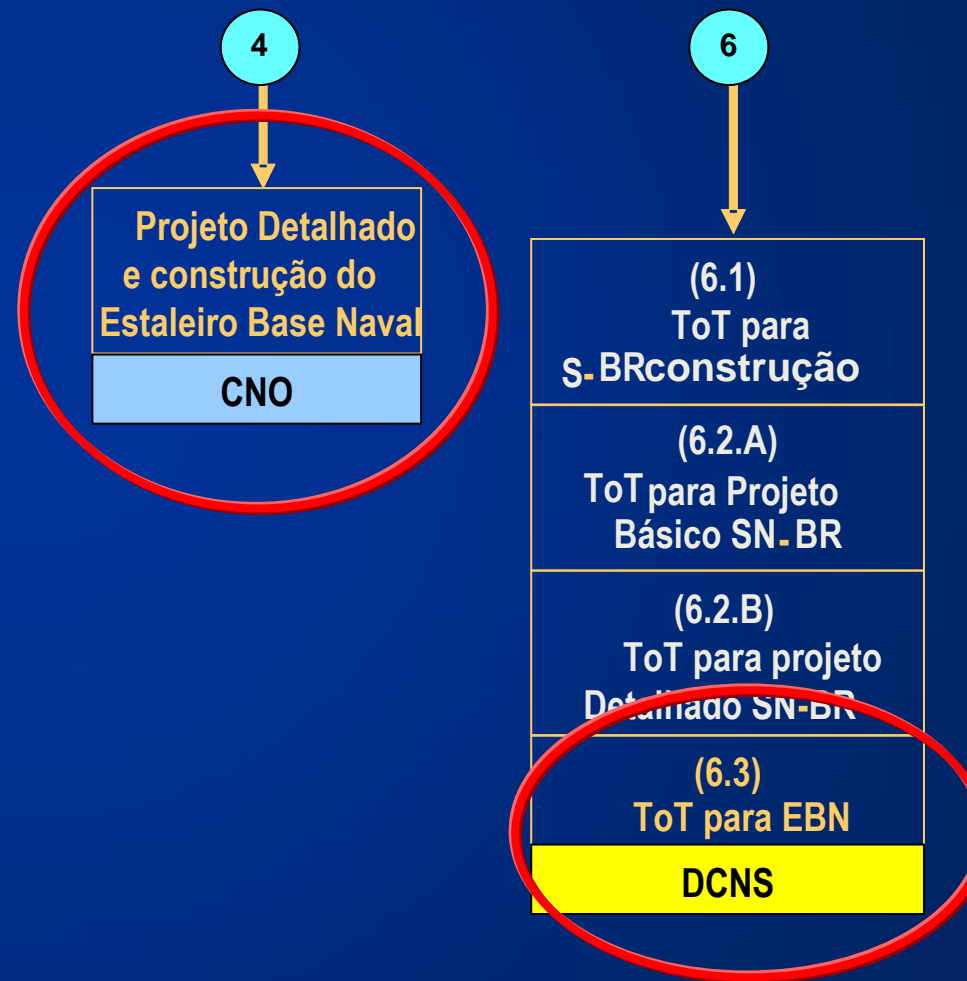 4
Projeto Detalhado
e construção do
Estaleiro Base Naval
CNO
6
(6.1)
ToT para
S-BRconstrução
(6.2.A)
ToT para Projeto
Básico SN-BR
(6.2.B)
ToT para projeto
Detalhado SN-BR
(6.3)
ToT para EBN
DCNS